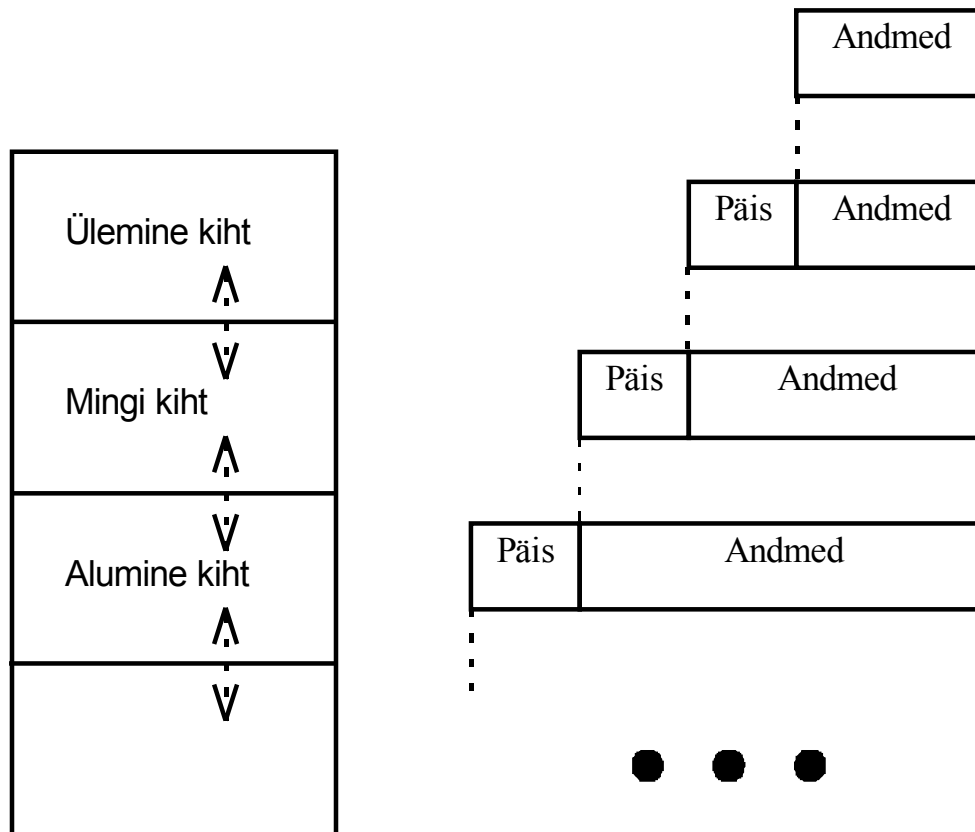 Andmed
Päis Andmed
Ülemine kiht
Päis Andmed
Mingi kiht
Päis Andmed
Alumine kiht